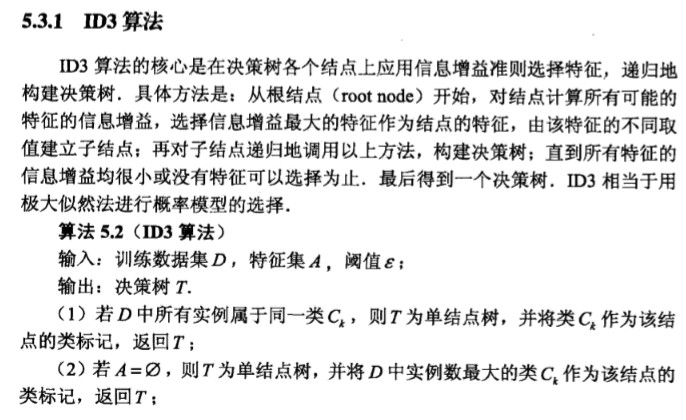 5.3.1 ID3 算法
ID3 算法的核心是在决策树各个结点上应用信息增益准则选择特征，递归地
构建决策树．具体方法是：从根结点（root node）开始，对结点计算所有可能的
特征的信息增益，选择信息增益最大的特征作为结点的特征，由该特征的不同取
值建立子结点；再对子结点递归地调用以上方法，构建决策树；直到所有特征的
信息增益均很小或没有特征可以选择为止．最后得到一个决策树．ID3 相当于用
极大似然法进行概率模型的选择．
算法 5.2（ID3 算法）
输入：训练数据集 D，特征集 A，阈值 ε；
输出：决策树 T．
（1）若 D 中所有实例属于同一类 Cₖ，则 T 为单结点树，并将类 Cₖ 作为该结
点的类标记，返回 T；
（2）若 A=∅，则 T 为单结点树，并将 D 中实例数最大的类 Cₖ 作为该结点的
类标记，返回 T；